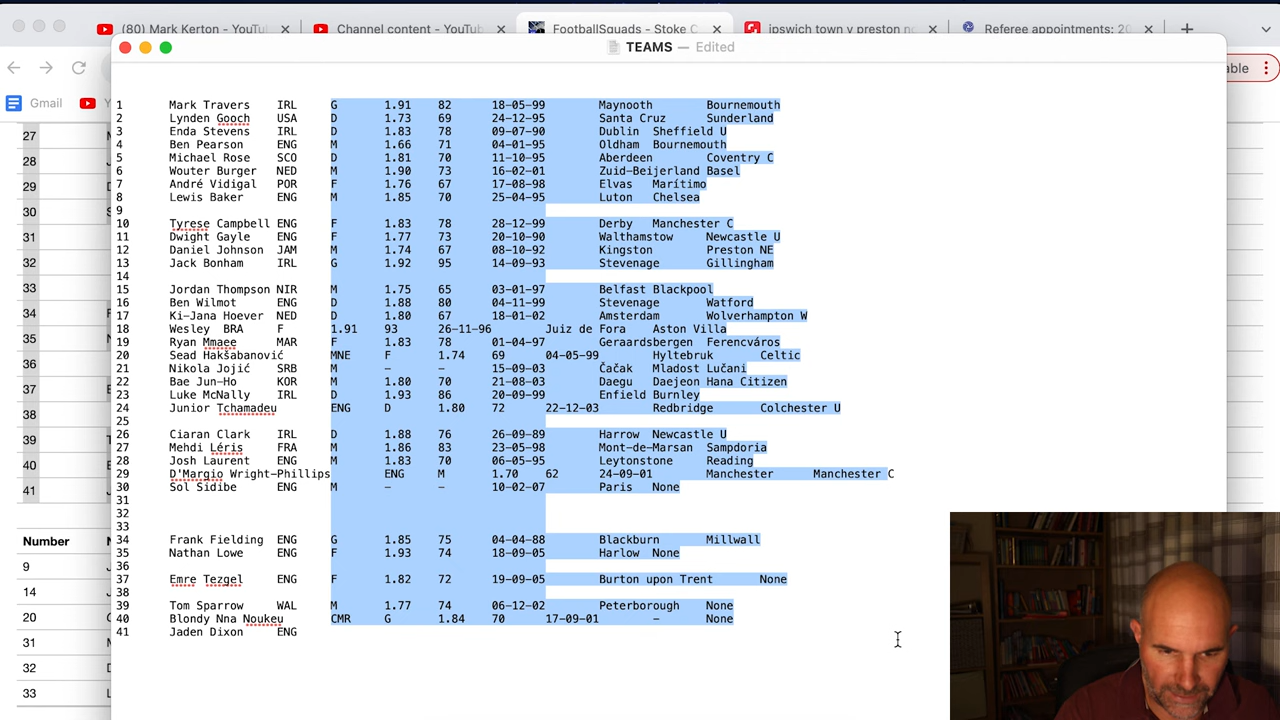 (80) Mark Kerton - YouTu
Channel content - YouTube
FootballSquads - Stoke C
ipswich town v preston no
Referee appointments: 20
TEAMS — Edited
able
Gmail
27
28
29
30
31
32
33
34
35
36
37
38
39
40
41
Number
9
14
20
31
32
33
1 Mark Travers IRL G 1.91 82 18-05-99 Maynooth Bournemouth
2 Lynden Gooch USA D 1.73 69 24-12-95 Santa Cruz Sunderland
3 Enda Stevens IRL D 1.83 78 09-07-90 Dublin Sheffield U
4 Ben Pearson ENG M 1.66 71 04-01-95 Oldham Bournemouth
5 Michael Rose SCO D 1.81 70 11-10-95 Aberdeen Coventry C
6 Wouter Burger NED M 1.90 73 16-02-01 Zuid-Beijerland Basel
7 André Vidigal POR F 1.76 67 17-08-98 Elvas Marítimo
8 Lewis Baker ENG M 1.85 70 25-04-95 Luton Chelsea
9
10 Tyrese Campbell ENG F 1.83 78 28-12-99 Derby Manchester C
11 Dwight Gayle ENG F 1.77 73 20-10-90 Walthamstow Newcastle U
12 Daniel Johnson JAM M 1.74 67 08-10-92 Kingston Preston NE
13 Jack Bonham IRL G 1.92 95 14-09-93 Stevenage Gillingham
14
15 Jordan Thompson NIR M 1.75 65 03-01-97 Belfast Blackpool
16 Ben Wilmot ENG D 1.88 80 04-11-99 Stevenage Watford
17 Ki-Jana Hoever NED D 1.80 67 18-01-02 Amsterdam Wolverhampton W
18 Wesley BRA F 1.91 93 26-11-96 Juiz de Fora Aston Villa
19 Ryan Mmaee MAR F 1.83 78 01-04-97 Geraardsbergen Ferencváros
20 Sead Hakšabanović MNE F 1.74 69 04-05-99 Hyltebruk Celtic
21 Nikola Jojić SRB M – – 15-09-03 Čačak Mladost Lučani
22 Bae Jun-Ho KOR M 1.80 70 21-08-03 Daegu Daejeon Hana Citizen
23 Luke McNally IRL D 1.93 86 20-09-99 Enfield Burnley
24 Junior Tchamadeu ENG D 1.80 72 22-12-03 Redbridge Colchester U
25
26 Ciaran Clark IRL D 1.88 76 26-09-89 Harrow Newcastle U
27 Mehdi Léris FRA M 1.86 83 23-05-98 Mont-de-Marsan Sampdoria
28 Josh Laurent ENG M 1.83 70 06-05-95 Leytonstone Reading
29 D'Margio Wright-Phillips ENG M 1.70 62 24-09-01 Manchester Manchester C
30 Sol Sidibe ENG M – – 10-02-07 Paris None
31
32
33
34 Frank Fielding ENG G 1.85 75 04-04-88 Blackburn Millwall
35 Nathan Lowe ENG F 1.93 74 18-09-05 Harlow None
36
37 Emre Tezgel ENG F 1.82 72 19-09-05 Burton upon Trent None
38
39 Tom Sparrow WAL M 1.77 74 06-12-02 Peterborough None
40 Blondy Nna Noukeu CMR G 1.84 70 17-09-01 – None
41 Jaden Dixon ENG